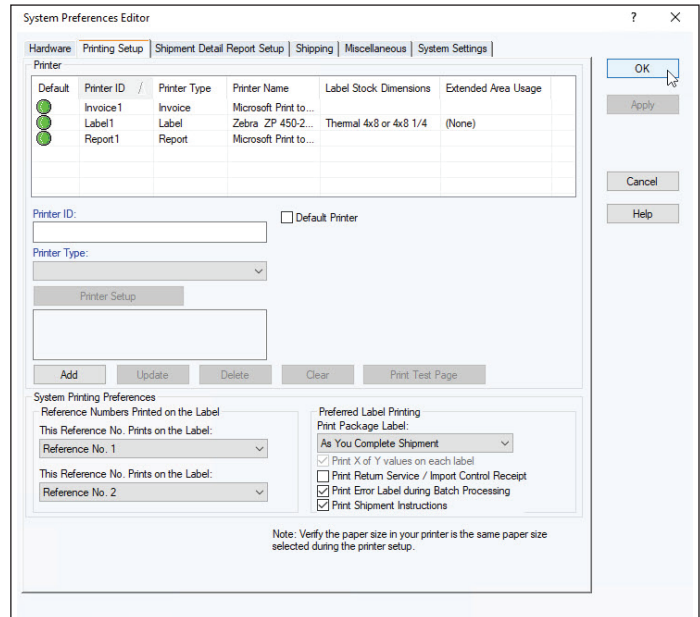 System Preferences Editor ? ×
Hardware Printing Setup Shipment Detail Report Setup Shipping Miscellaneous System Settings
Printer
Default Printer ID / Printer Type Printer Name Label Stock Dimensions Extended Area Usage
Invoice1 Invoice Microsoft Print to...
Label1 Label Zebra ZP 450-2... Thermal 4x8 or 4x8 1/4 (None)
Report1 Report Microsoft Print to...
OK
Apply
Cancel
Help
Printer ID:
Default Printer
Printer Type:
Printer Setup
Add Update Delete Clear Print Test Page
System Printing Preferences
Reference Numbers Printed on the Label
This Reference No. Prints on the Label:
Reference No. 1
This Reference No. Prints on the Label:
Reference No. 2
Preferred Label Printing
Print Package Label:
As You Complete Shipment
Print X of Y values on each label
Print Return Service / Import Control Receipt
Print Error Label during Batch Processing
Print Shipment Instructions
Note: Verify the paper size in your printer is the same paper size
selected during the printer setup.